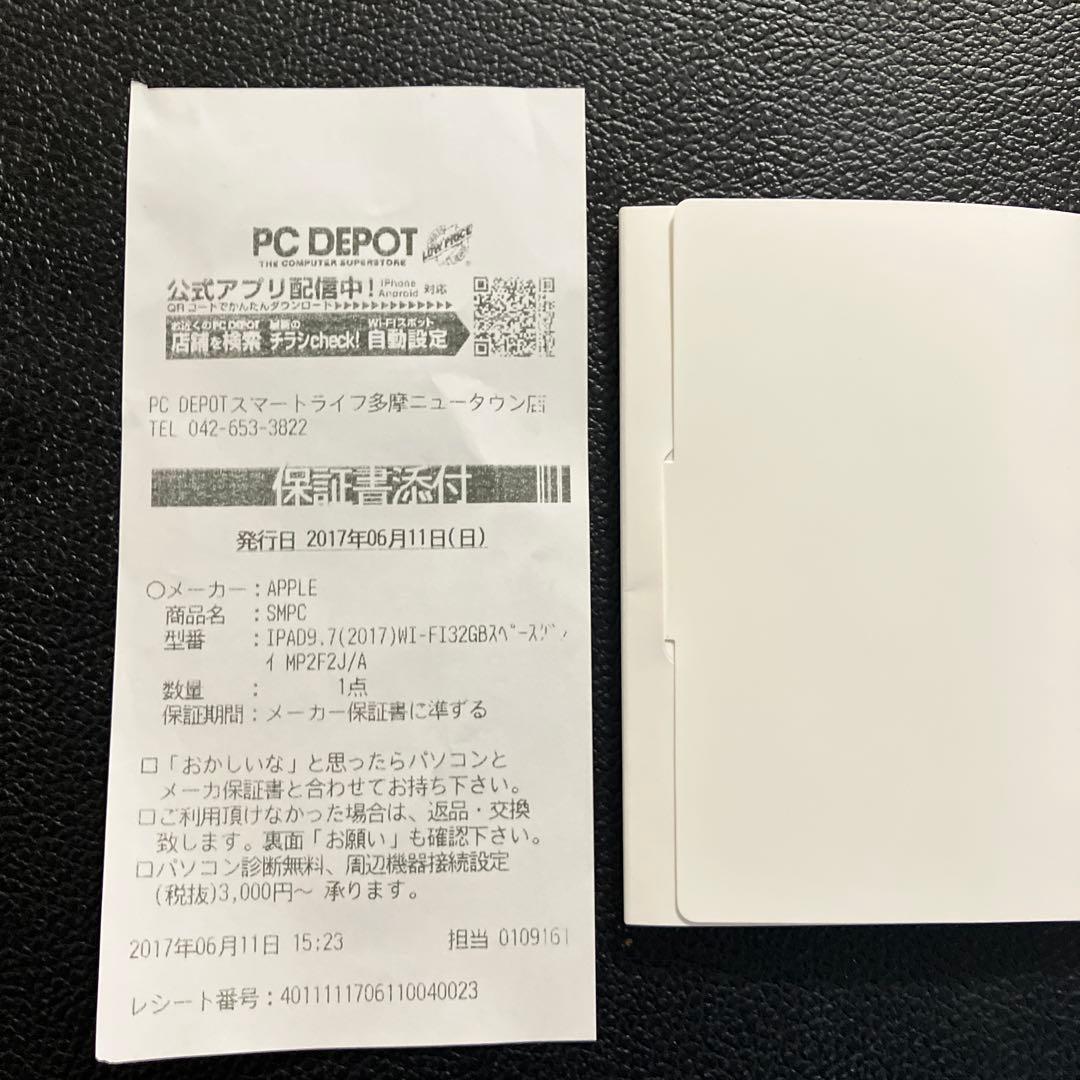 PC DEPOT
THE COMPUTER SUPERSTORE
LOW PRICE
公式アプリ配信中! iPhone Android 対応
QRコードでかんたんダウンロード▶▶▶▶▶▶▶▶▶▶▶▶▶
お近くのPC DEPOT 最新の Wi-Fiスポット
店舗を検索 チラシcheck! 自動設定
PC DEPOTスマートライフ多摩ニュータウン店
TEL 042-653-3822
保証書添付
発行日 2017年06月11日(日)
○メーカー:APPLE
商品名 :SMPC
型番 :IPAD9.7(2017)WI-FI32GBｽﾍﾟｰｽｸﾞﾚ
ｲ MP2F2J/A
数量 : 1点
保証期間:メーカー保証書に準ずる
□「おかしいな」と思ったらパソコンと
メーカ保証書と合わせてお持ち下さい。
□ご利用頂けなかった場合は、返品・交換
致します。裏面「お願い」も確認下さい。
□パソコン診断無料、周辺機器接続設定
(税抜)3,000円～ 承ります。
2017年06月11日 15:23 担当 0109161
レシート番号:4011111706110040023